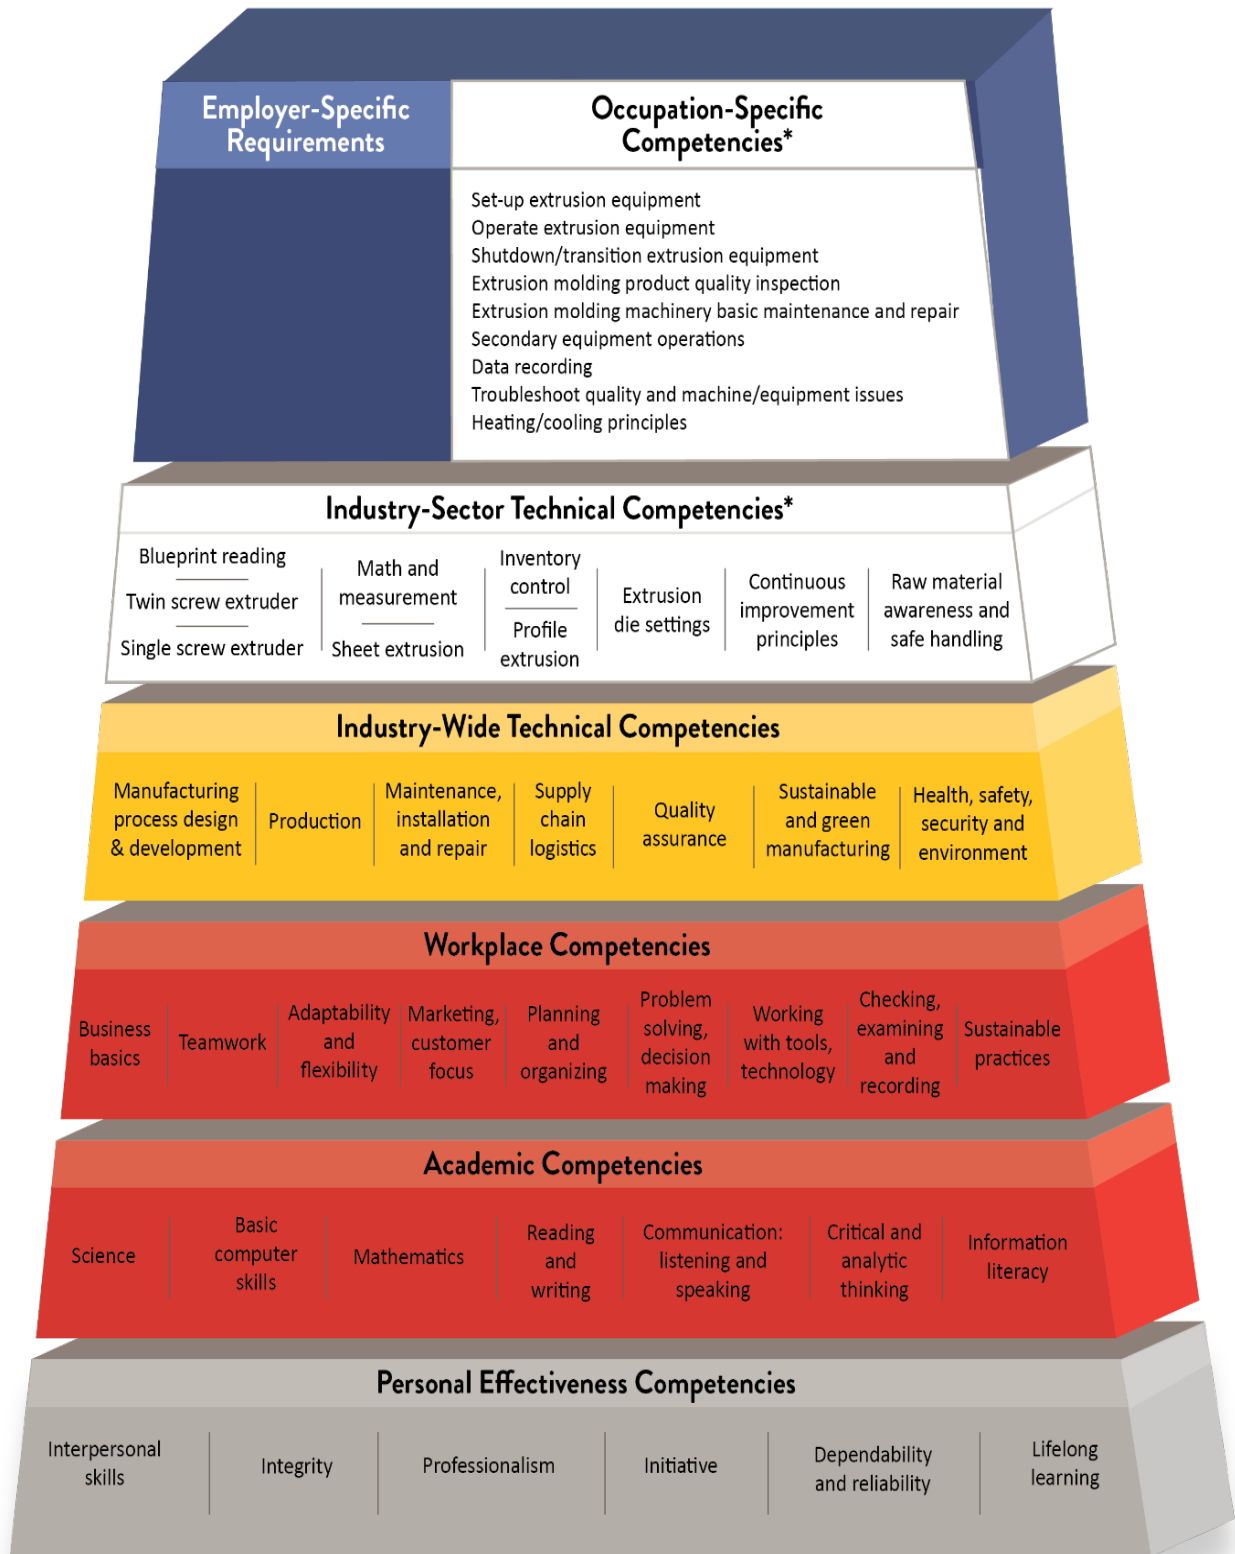 Employer-Specific
Requirements
Occupation-Specific
Competencies*
Set-up extrusion equipment
Operate extrusion equipment
Shutdown/transition extrusion equipment
Extrusion molding product quality inspection
Extrusion molding machinery basic maintenance and repair
Secondary equipment operations
Data recording
Troubleshoot quality and machine/equipment issues
Heating/cooling principles
Industry-Sector Technical Competencies*
Blueprint reading
Twin screw extruder
Single screw extruder
Math and
measurement
Sheet extrusion
Inventory
control
Profile
extrusion
Extrusion
die settings
Continuous
improvement
principles
Raw material
awareness and
safe handling
Industry-Wide Technical Competencies
Manufacturing
process design
& development
Production
Maintenance,
installation
and repair
Supply
chain
logistics
Quality
assurance
Sustainable
and green
manufacturing
Health, safety,
security and
environment
Workplace Competencies
Business
basics
Teamwork
Adaptability
and
flexibility
Marketing,
customer
focus
Planning
and
organizing
Problem
solving,
decision
making
Working
with tools,
technology
Checking,
examining
and
recording
Sustainable
practices
Academic Competencies
Science
Basic
computer
skills
Mathematics
Reading
and
writing
Communication:
listening and
speaking
Critical and
analytic
thinking
Information
literacy
Personal Effectiveness Competencies
Interpersonal
skills
Integrity
Professionalism
Initiative
Dependability
and reliability
Lifelong
learning